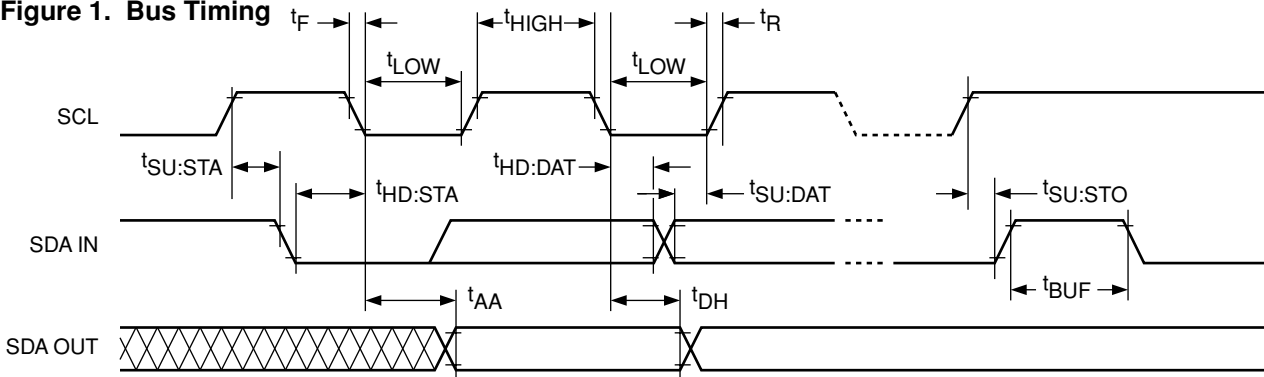 Figure 1. Bus Timing
tF
tHIGH
tR
tLOW
tLOW
SCL
tSU:STA
tHD:DAT
tHD:STA
tSU:DAT
tSU:STO
SDA IN
tBUF
tAA
tDH
SDA OUT